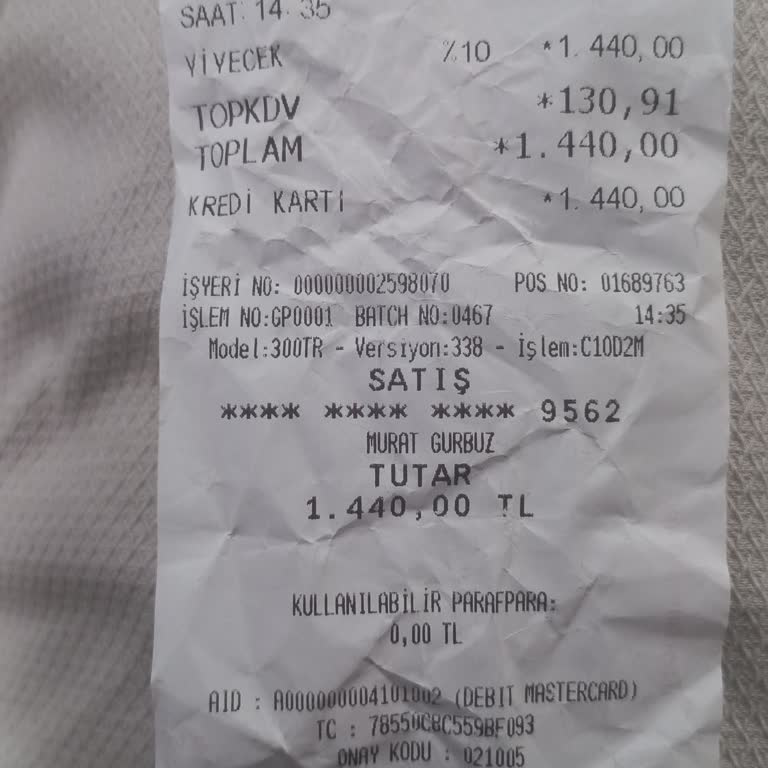 SAAT: 14:35
YİYECEK %10 *1.440,00
TOPKDV *130,91
TOPLAM *1.440,00
KREDİ KARTI *1.440,00
İŞYERİ NO: 000000002598070 POS NO: 01689763
İŞLEM NO:GP0001 BATCH NO:0467 14:35
Model:300TR - Versiyon:338 - İşlem:C10D2M
SATIŞ
**** **** **** 9562
MURAT GURBUZ
TUTAR
1.440,00 TL
KULLANILABİLİR PARAFPARA:
0,00 TL
AID : A000000004101002 (DEBIT MASTERCARD)
TC : 78550CBC559BF093
ONAY KODU : 021005